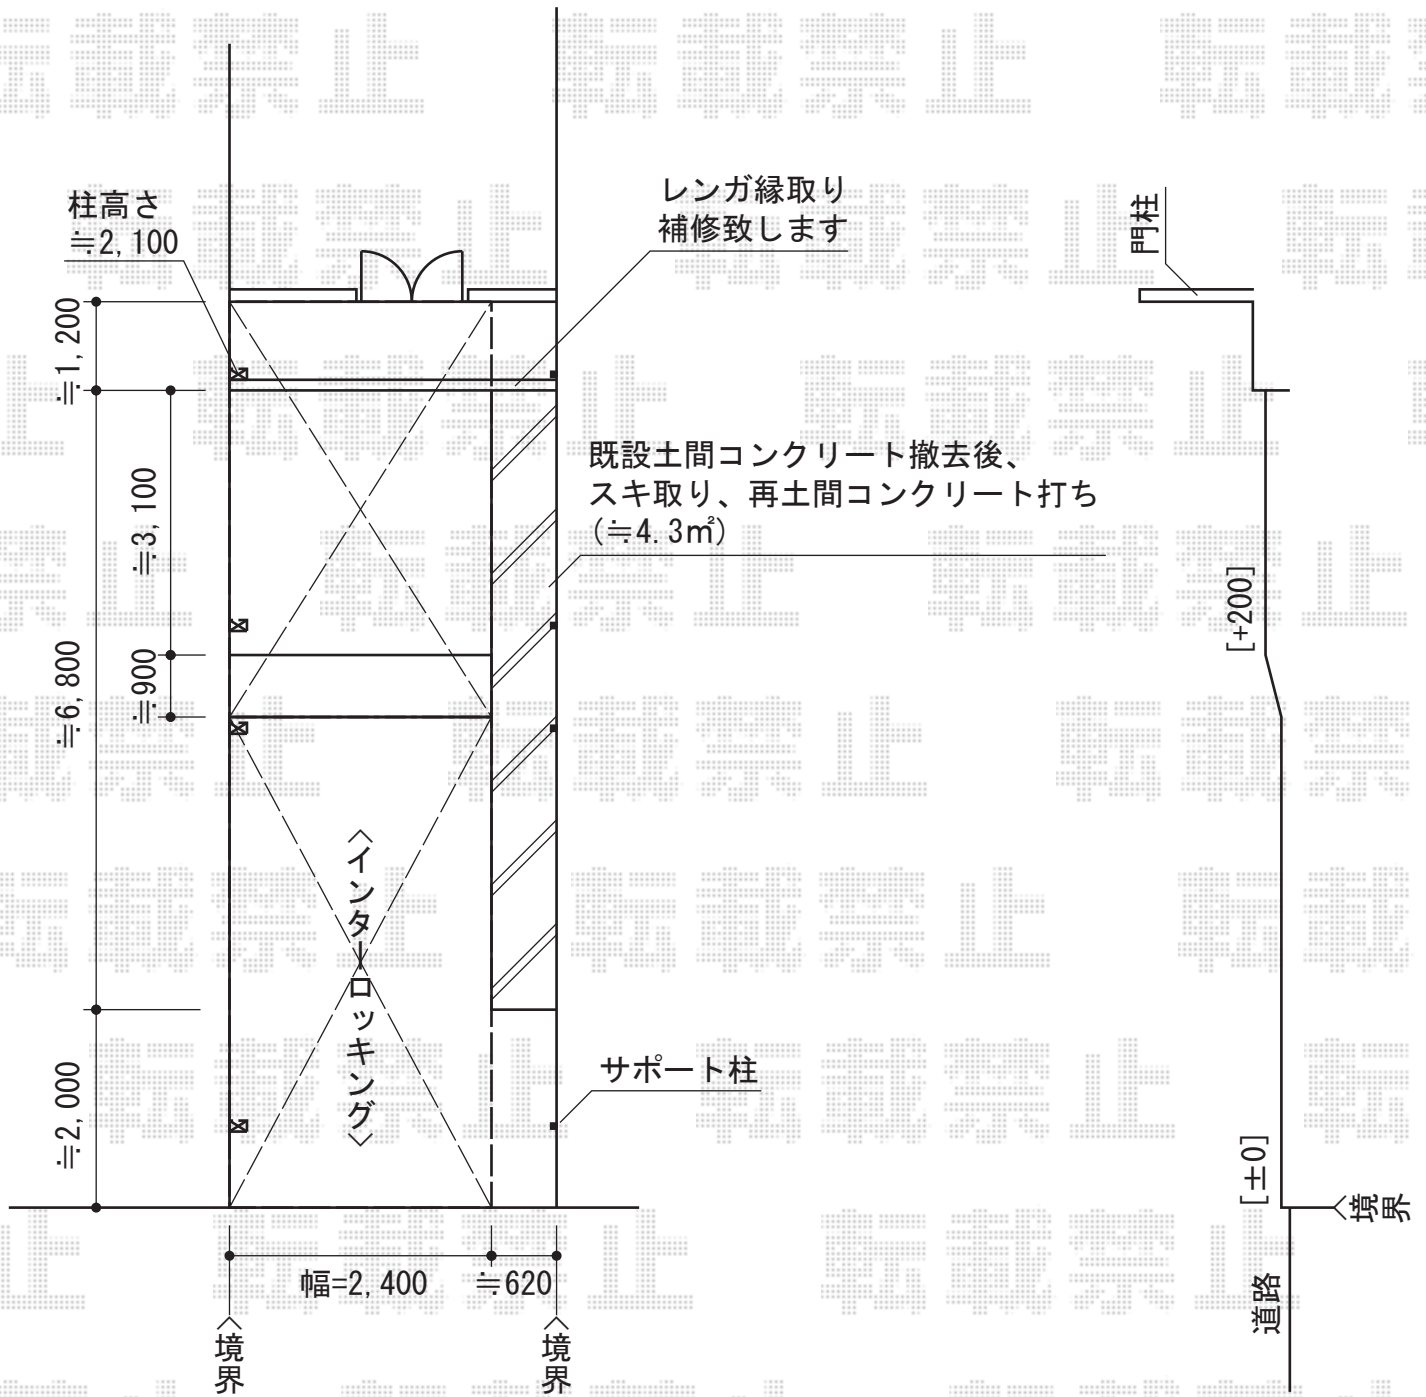 転載禁止
柱高さ
≒2,100
レンガ縁取り
補修致します
門柱
≒1,200
既設土間コンクリート撤去後、
スキ取り、再土間コンクリート打ち
(≒4.3㎡)
≒3,100
[+200]
≒6,800
≒900
〈インターロッキング〉
サポート柱
≒2,000
[±0]
〈境界
幅=2,400
≒620
道路
〈境界
〈境界